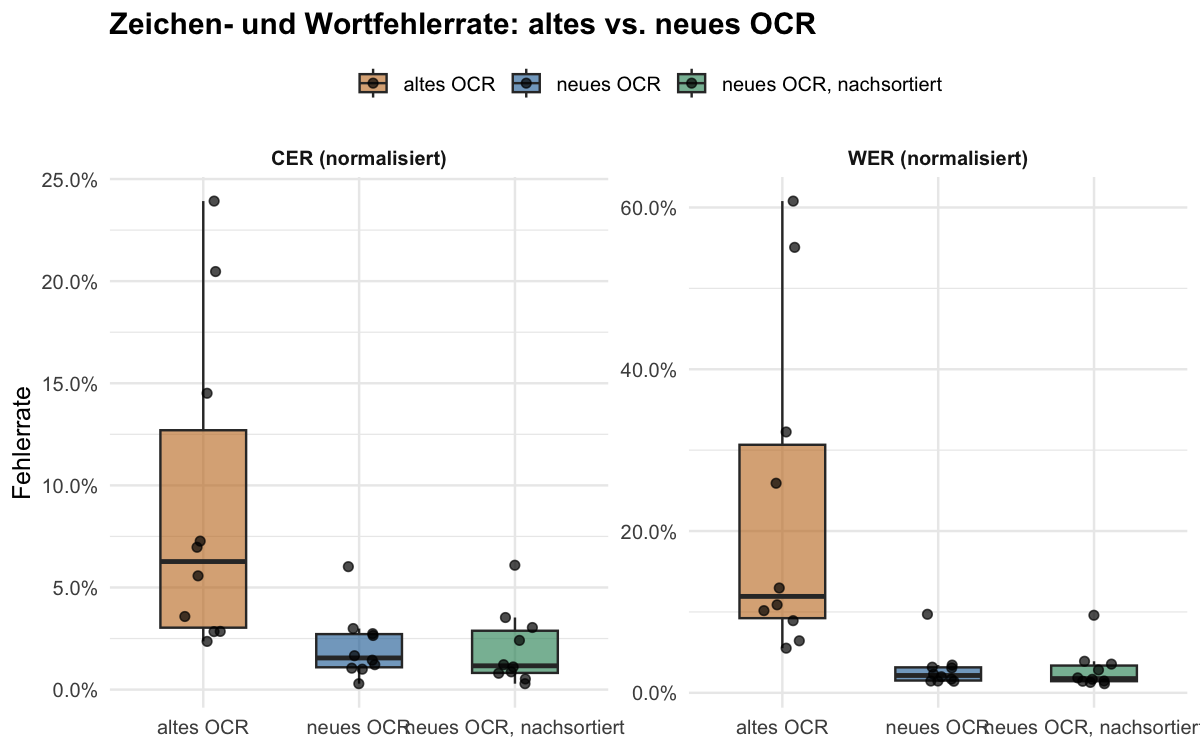 Zeichen- und Wortfehlerrate: altes vs. neues OCR
altes OCR neues OCR neues OCR, nachsortiert
CER (normalisiert)
25.0%
20.0%
15.0%
10.0%
5.0%
0.0%
Fehlerrate
altes OCR neues OCR neues OCR, nachsortiert
WER (normalisiert)
60.0%
40.0%
20.0%
0.0%
altes OCR neues OCR neues OCR, nachsortiert